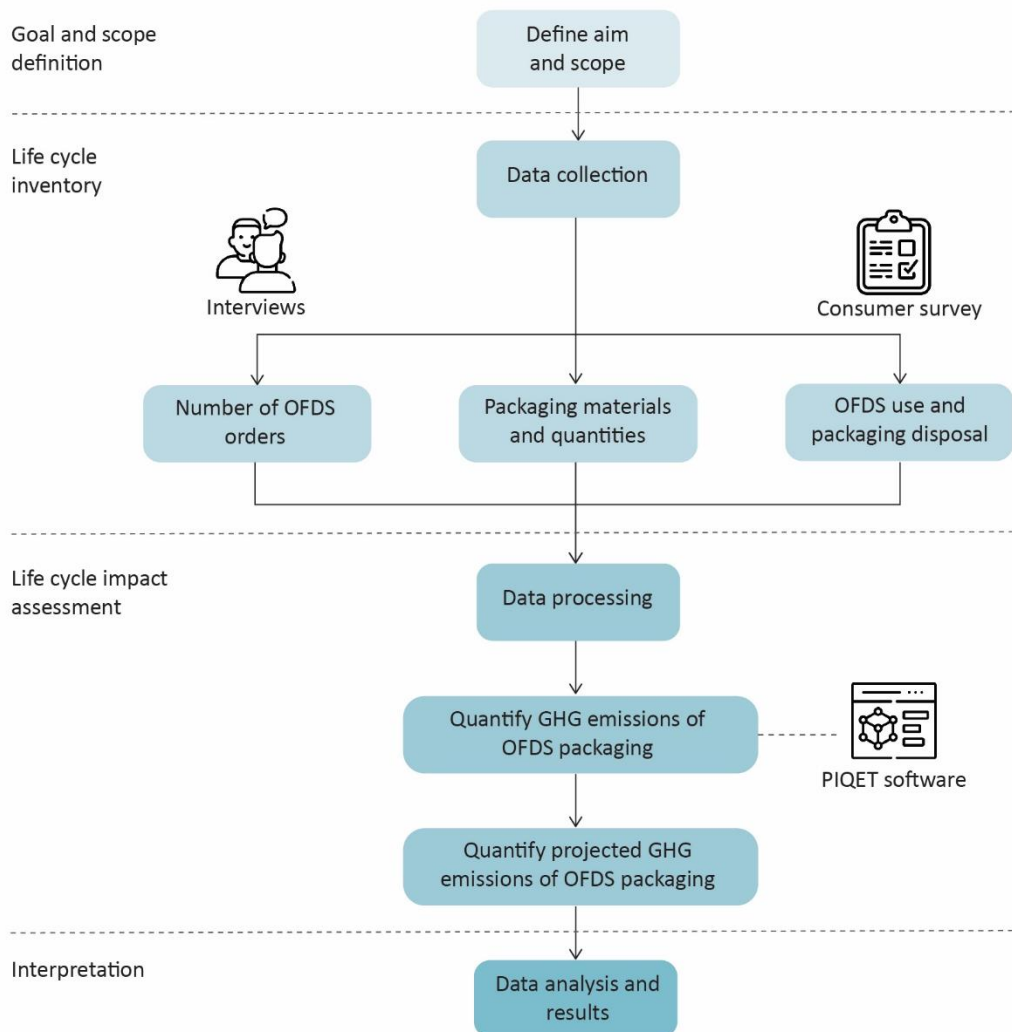 Goal and scope
definition
Define aim
and scope
Life cycle
inventory
Data collection
Interviews
Consumer survey
Number of OFDS
orders
Packaging materials
and quantities
OFDS use and
packaging disposal
Life cycle impact
assessment
Data processing
Quantify GHG emissions of
OFDS packaging
PIQET software
Quantify projected GHG
emissions of OFDS packaging
Interpretation
Data analysis and
results